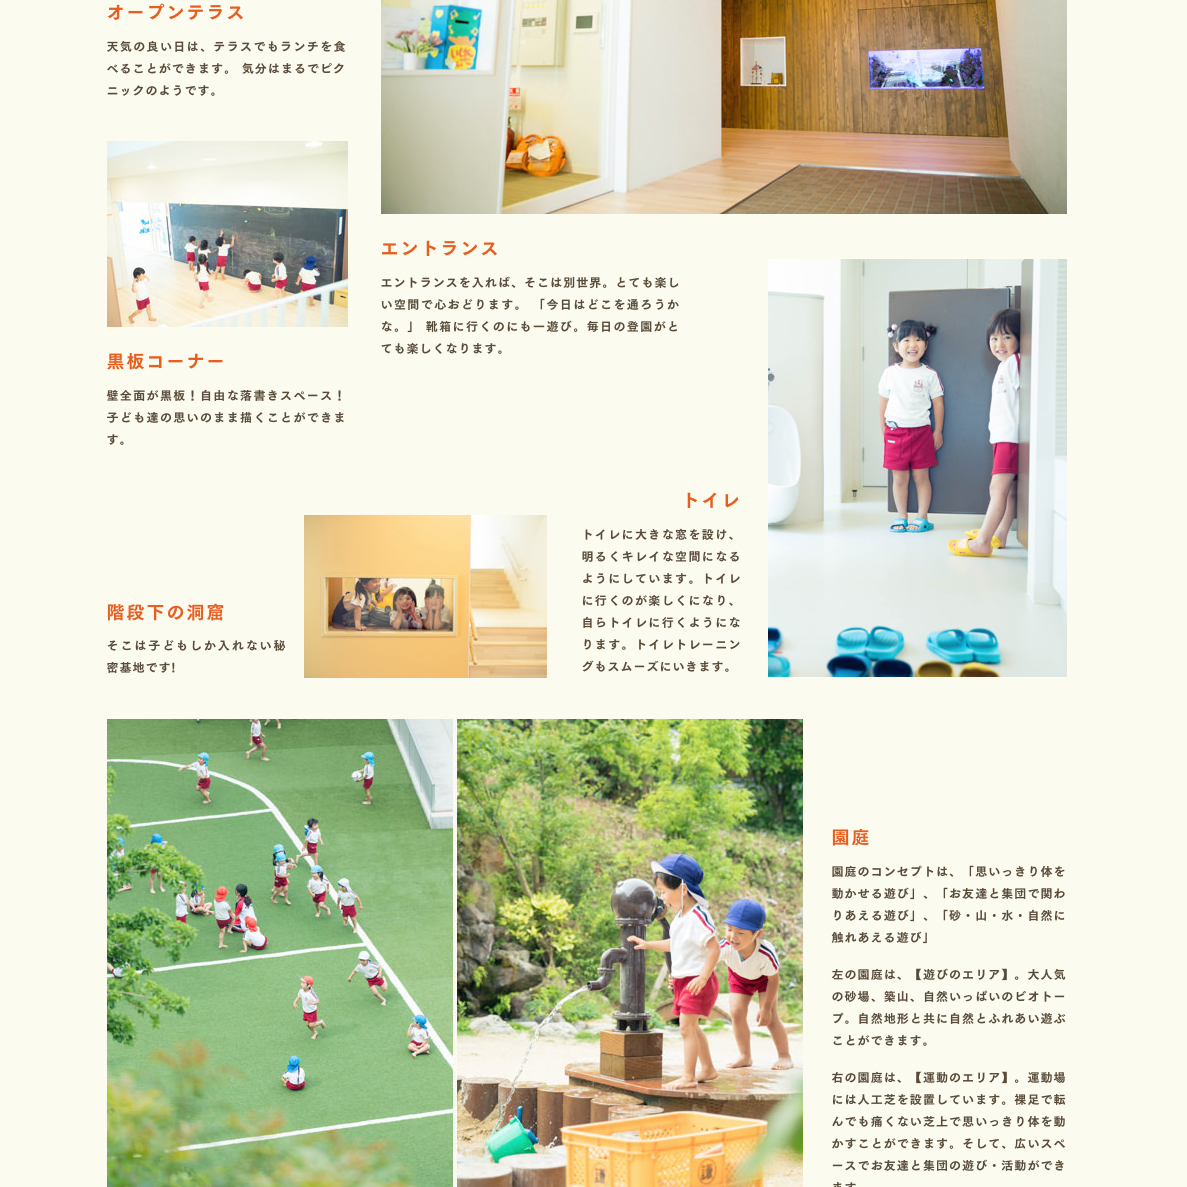 オープンテラス
天気の良い日は、テラスでもランチを食
べることができます。 気分はまるでピク
ニックのようです。
エントランス
エントランスを入れば、そこは別世界。とても楽し
い空間で心おどります。 「今日はどこを通ろうか
な。」 靴箱に行くのにも一遊び。毎日の登園がと
ても楽しくなります。
黒板コーナー
壁全面が黒板！自由な落書きスペース！
子ども達の思いのまま描くことができま
す。
トイレ
トイレに大きな窓を設け、
明るくキレイな空間になる
ようにしています。トイレ
に行くのが楽しくになり、
自らトイレに行くようにな
ります。トイレトレーニン
グもスムーズにいきます。
階段下の洞窟
そこは子どもしか入れない秘
密基地です!
園庭
園庭のコンセプトは、「思いっきり体を
動かせる遊び」、「お友達と集団で関わ
りあえる遊び」、「砂・山・水・自然に
触れあえる遊び」
左の園庭は、【遊びのエリア】。大人気
の砂場、築山、自然いっぱいのビオトー
プ。自然地形と共に自然とふれあい遊ぶ
ことができます。
右の園庭は、【運動のエリア】。運動場
には人工芝を設置しています。裸足で転
んでも痛くない芝上で思いっきり体を動
かすことができます。そして、広いスペ
ースでお友達と集団の遊び・活動ができ
ます。